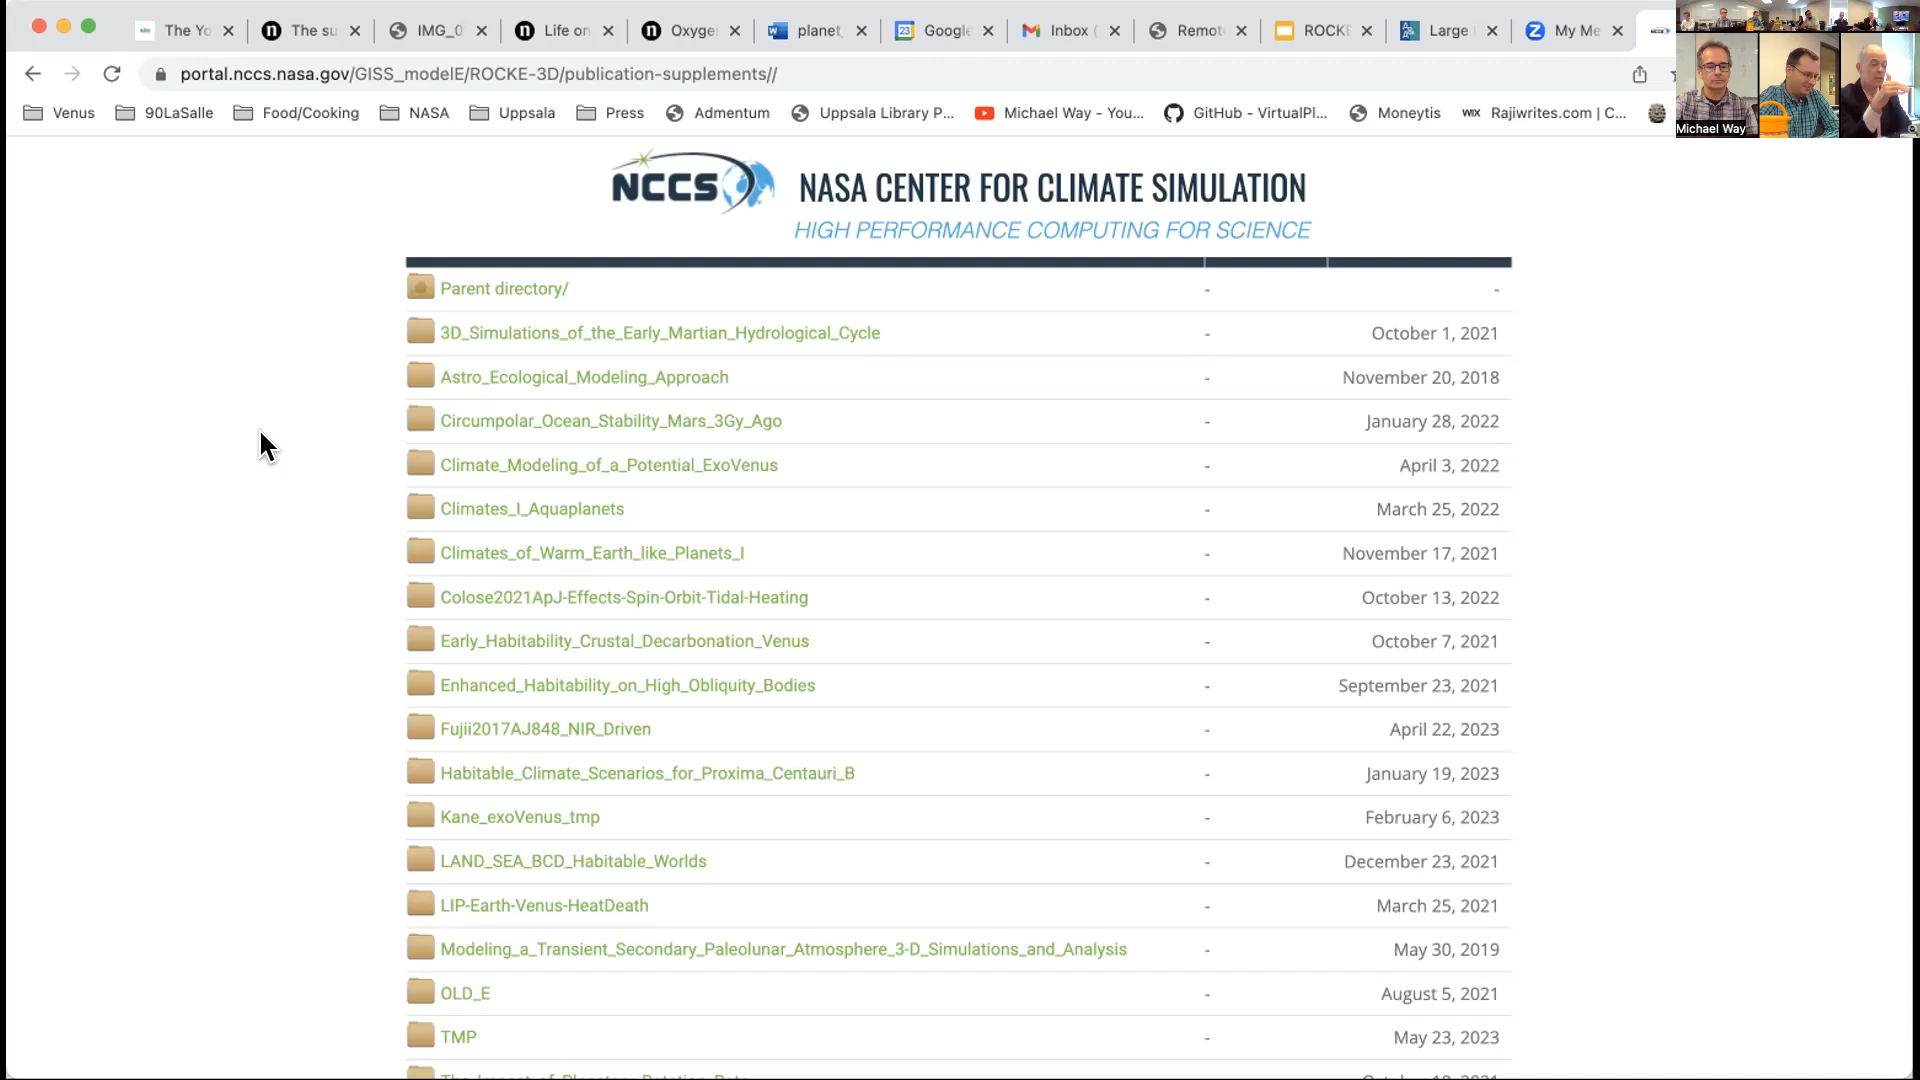 The Yo
The su
IMG_0
Life on
Oxyge
planet_
Google
Inbox (
Remot
ROCKE
Large
My Me
portal.nccs.nasa.gov/GISS_modelE/ROCKE-3D/publication-supplements//
Venus
90LaSalle
Food/Cooking
NASA
Uppsala
Press
Admentum
Uppsala Library P...
Michael Way - You...
GitHub - VirtualPl...
Moneytis
WIX Rajiwrites.com | C...
Michael Way
NCCS NASA CENTER FOR CLIMATE SIMULATION
HIGH PERFORMANCE COMPUTING FOR SCIENCE
Parent directory/ - -
3D_Simulations_of_the_Early_Martian_Hydrological_Cycle - October 1, 2021
Astro_Ecological_Modeling_Approach - November 20, 2018
Circumpolar_Ocean_Stability_Mars_3Gy_Ago - January 28, 2022
Climate_Modeling_of_a_Potential_ExoVenus - April 3, 2022
Climates_I_Aquaplanets - March 25, 2022
Climates_of_Warm_Earth_like_Planets_I - November 17, 2021
Colose2021ApJ-Effects-Spin-Orbit-Tidal-Heating - October 13, 2022
Early_Habitability_Crustal_Decarbonation_Venus - October 7, 2021
Enhanced_Habitability_on_High_Obliquity_Bodies - September 23, 2021
Fujii2017AJ848_NIR_Driven - April 22, 2023
Habitable_Climate_Scenarios_for_Proxima_Centauri_B - January 19, 2023
Kane_exoVenus_tmp - February 6, 2023
LAND_SEA_BCD_Habitable_Worlds - December 23, 2021
LIP-Earth-Venus-HeatDeath - March 25, 2021
Modeling_a_Transient_Secondary_Paleolunar_Atmosphere_3-D_Simulations_and_Analysis - May 30, 2019
OLD_E - August 5, 2021
TMP - May 23, 2023